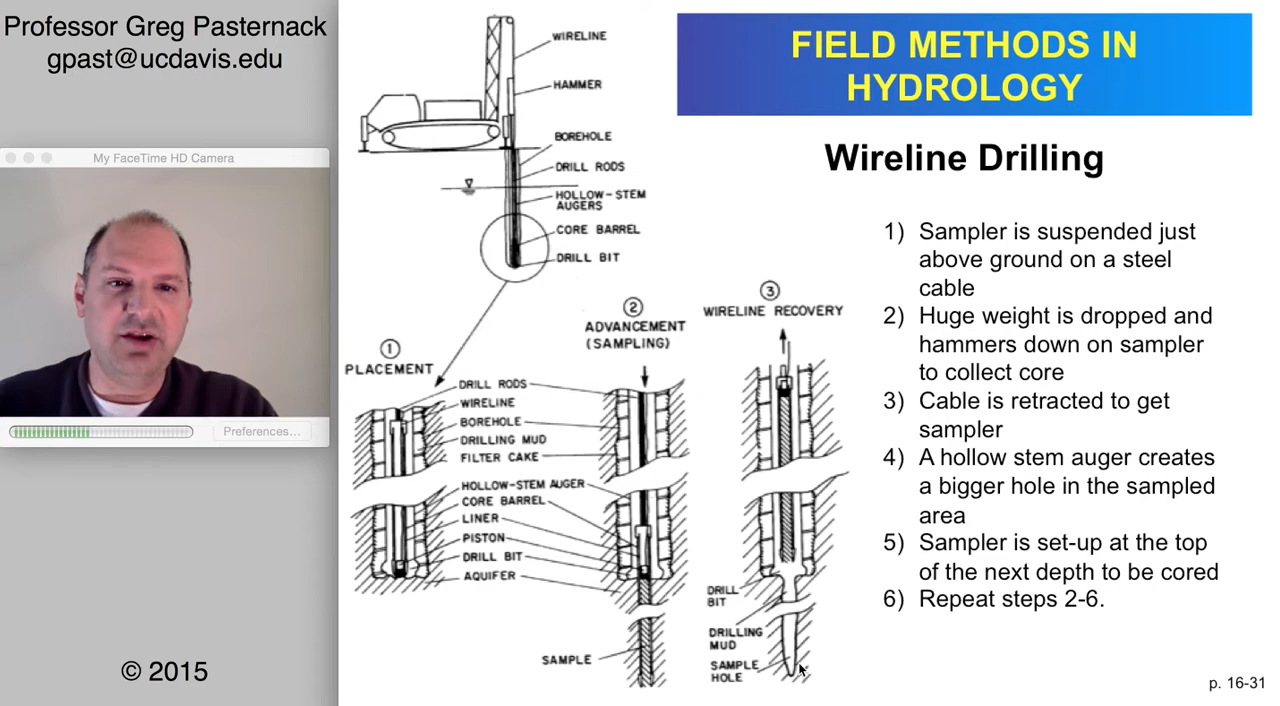 Professor Greg Pasternack
gpast@ucdavis.edu
My FaceTime HD Camera
Preferences...
© 2015
WIRELINE
HAMMER
BOREHOLE
DRILL RODS
HOLLOW-STEM
AUGERS
CORE BARREL
DRILL BIT
1
PLACEMENT
2
ADVANCEMENT
(SAMPLING)
3
WIRELINE RECOVERY
DRILL RODS
WIRELINE
BOREHOLE
DRILLING MUD
FILTER CAKE
HOLLOW-STEM AUGER
CORE BARREL
LINER
PISTON
DRILL BIT
AQUIFER
SAMPLE
DRILL
BIT
DRILLING
MUD
SAMPLE
HOLE
FIELD METHODS IN
HYDROLOGY
Wireline Drilling
1) Sampler is suspended just
above ground on a steel
cable
2) Huge weight is dropped and
hammers down on sampler
to collect core
3) Cable is retracted to get
sampler
4) A hollow stem auger creates
a bigger hole in the sampled
area
5) Sampler is set-up at the top
of the next depth to be cored
6) Repeat steps 2-6.
p. 16-31